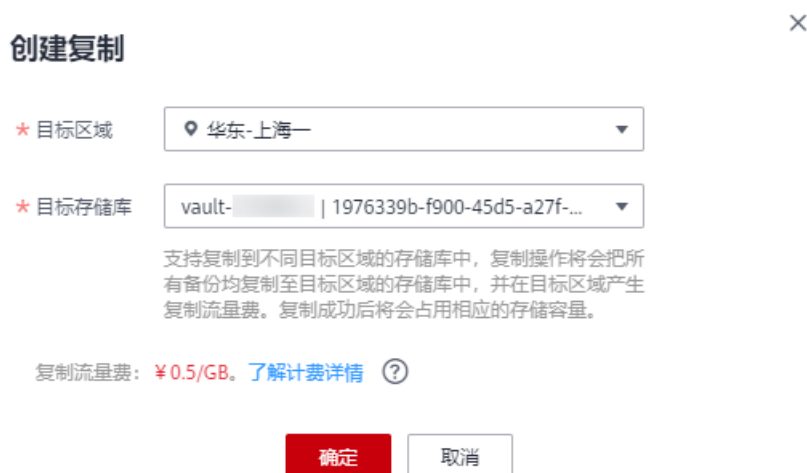 创建复制
* 目标区域 华东-上海一
* 目标存储库 vault- | 1976339b-f900-45d5-a27f-...
支持复制到不同目标区域的存储库中，复制操作将会把所
有备份均复制至目标区域的存储库中，并在目标区域产生
复制流量费。复制成功后将会占用相应的存储容量。
复制流量费：¥0.5/GB。了解计费详情 ?
确定 取消